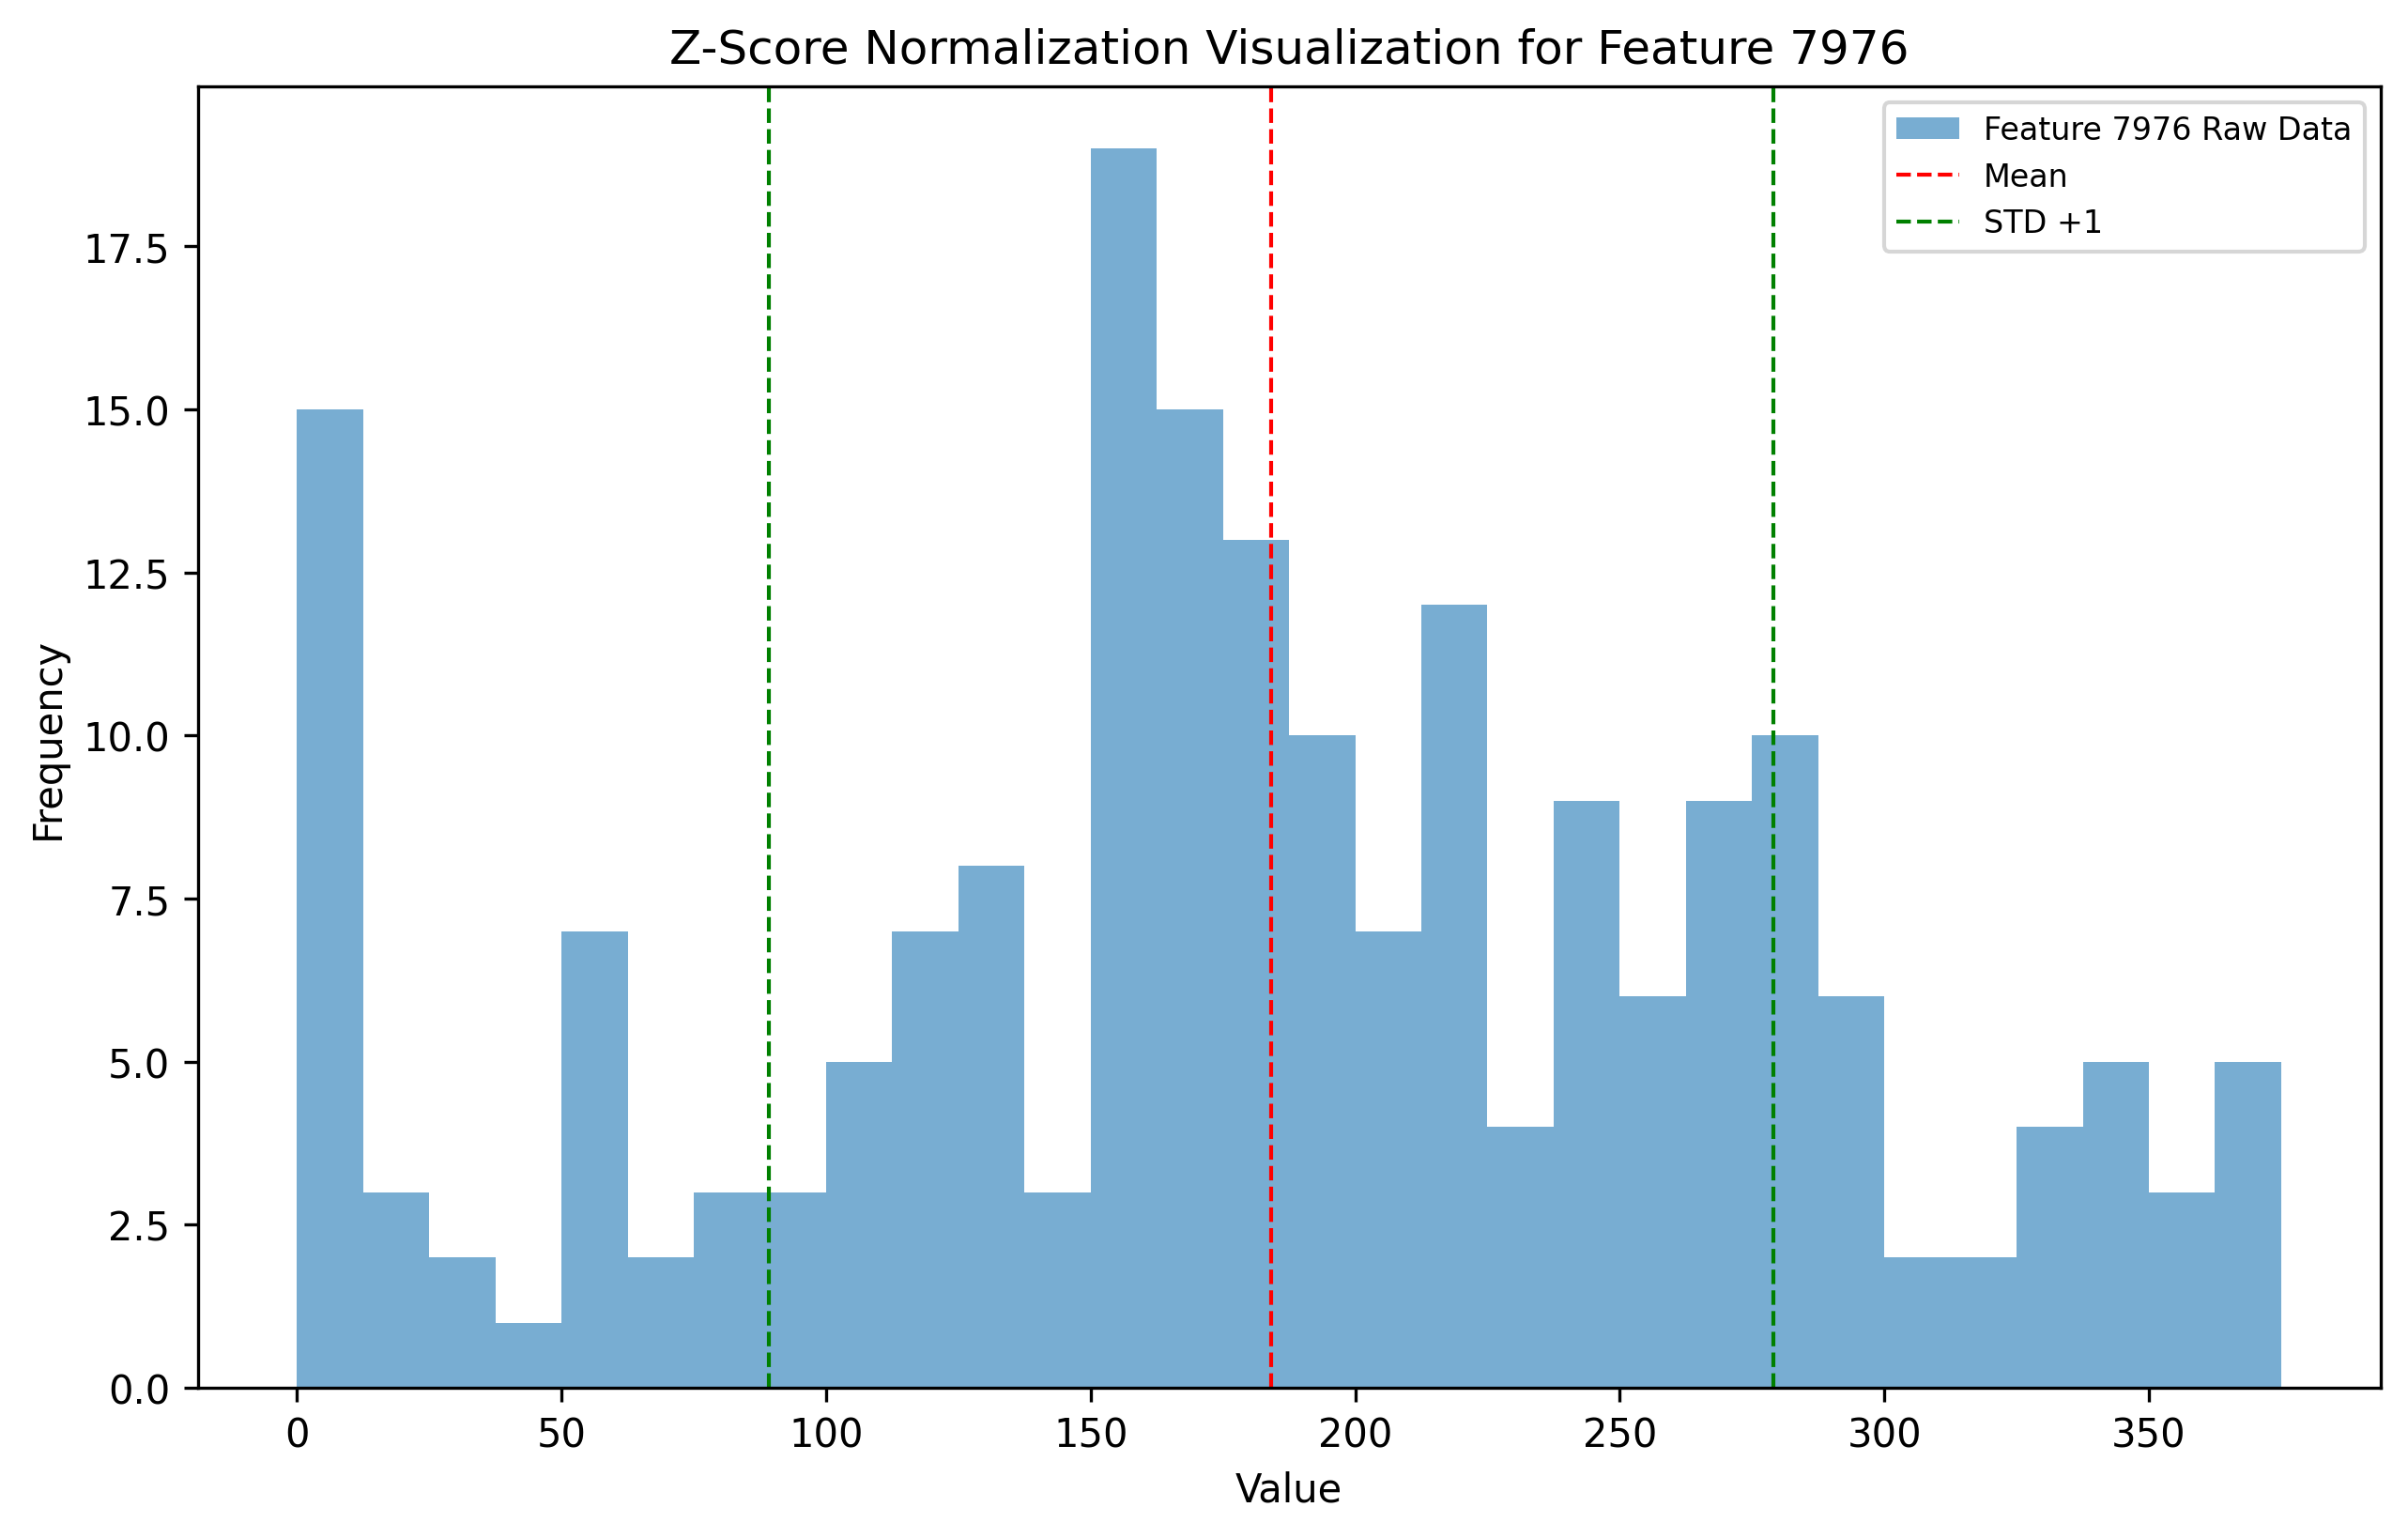 Z-Score Normalization Visualization for Feature 7976
Feature 7976 Raw Data
Mean
STD +1
17.5
15.0
12.5
10.0
7.5
5.0
2.5
0.0
Frequency
0 50 100 150 200 250 300 350
Value